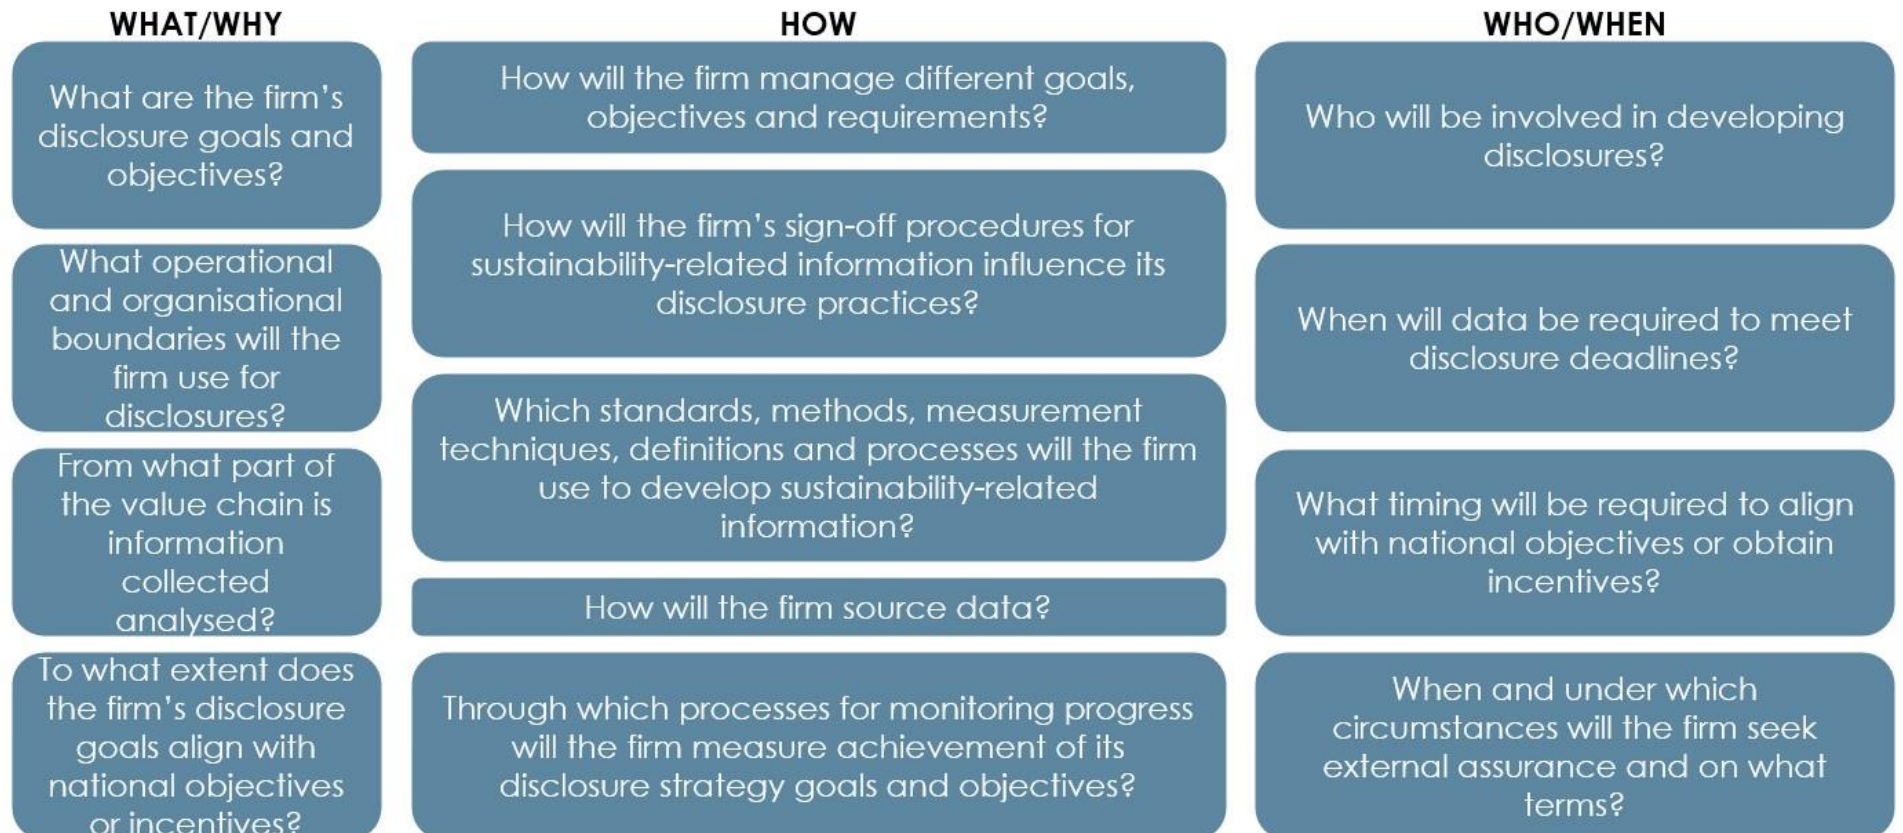 WHAT/WHY
What are the firm's
disclosure goals and
objectives?
What operational
and organisational
boundaries will the
firm use for
disclosures?
From what part of
the value chain is
information
collected
analysed?
To what extent does
the firm's disclosure
goals align with
national objectives
or incentives?
HOW
How will the firm manage different goals,
objectives and requirements?
How will the firm's sign-off procedures for
sustainability-related information influence its
disclosure practices?
Which standards, methods, measurement
techniques, definitions and processes will the firm
use to develop sustainability-related
information?
How will the firm source data?
Through which processes for monitoring progress
will the firm measure achievement of its
disclosure strategy goals and objectives?
WHO/WHEN
Who will be involved in developing
disclosures?
When will data be required to meet
disclosure deadlines?
What timing will be required to align
with national objectives or obtain
incentives?
When and under which
circumstances will the firm seek
external assurance and on what
terms?